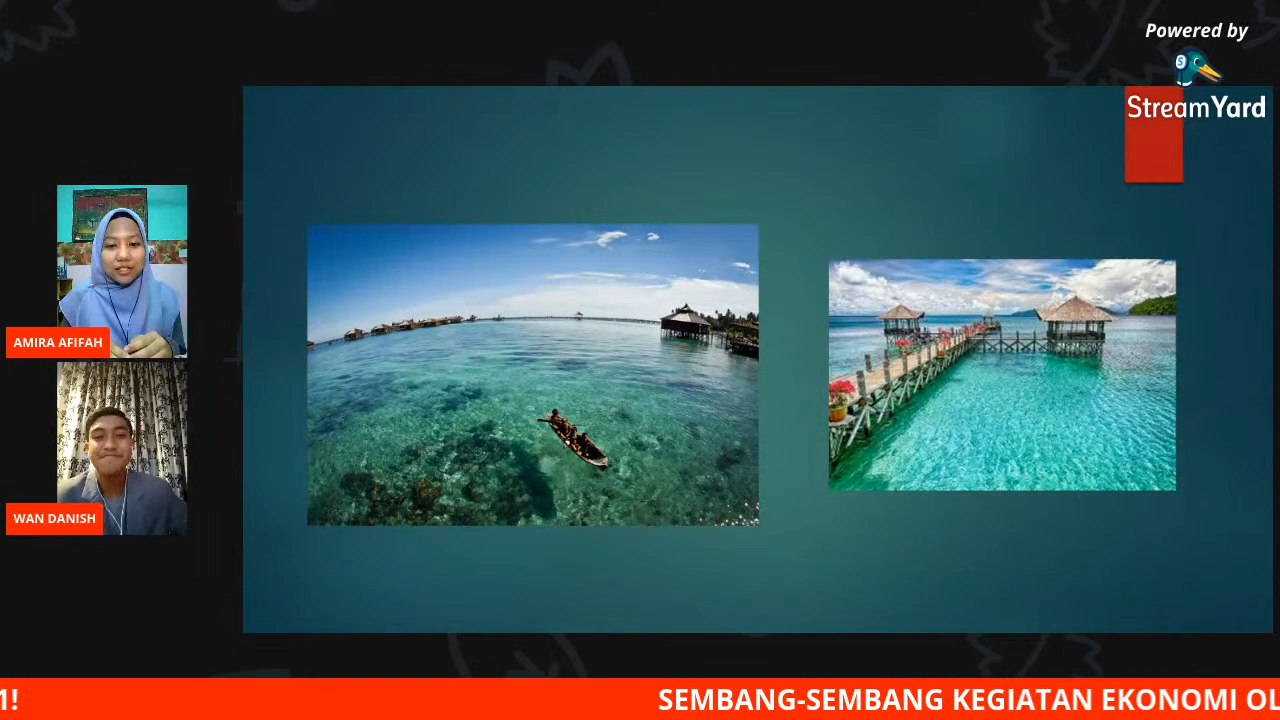 Powered by
StreamYard
AMIRA AFIFAH
WAN DANISH
1!
SEMBANG-SEMBANG KEGIATAN EKONOMI OL